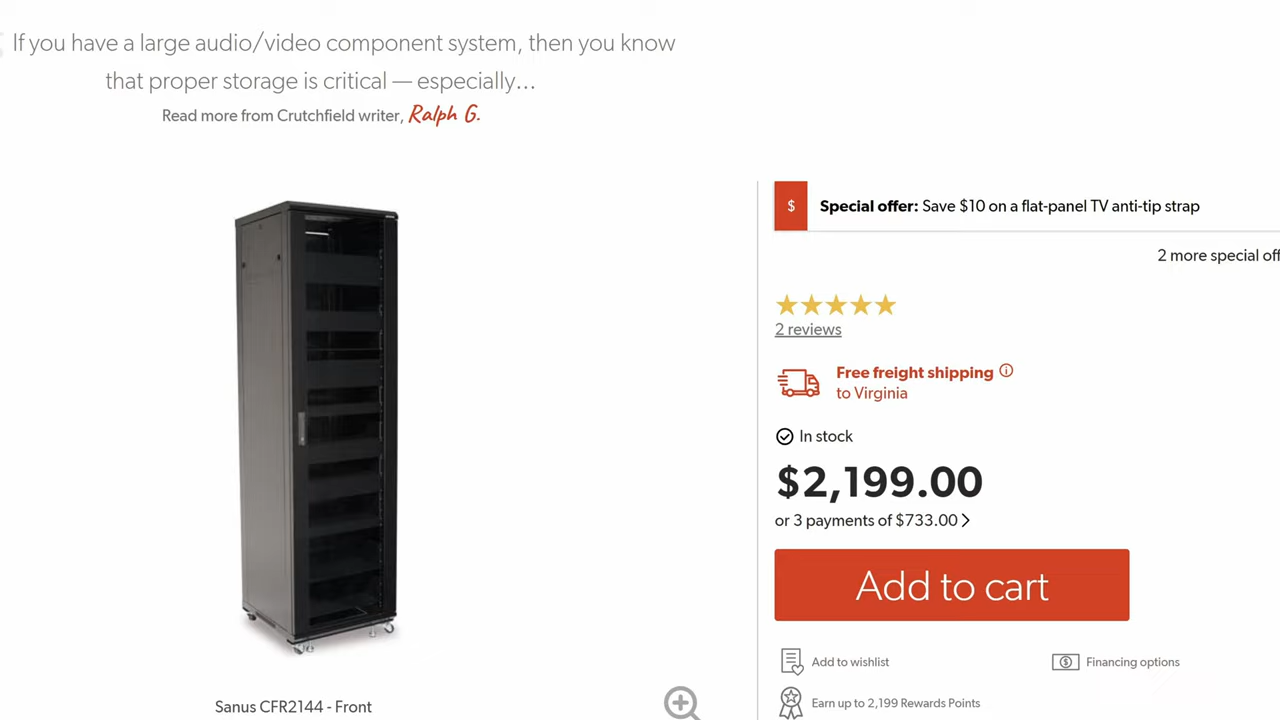 If you have a large audio/video component system, then you know
that proper storage is critical — especially...
Read more from Crutchfield writer, Ralph G.
$
Special offer: Save $10 on a flat-panel TV anti-tip strap
2 more special off
2 reviews
Free freight shipping
to Virginia
In stock
$2,199.00
or 3 payments of $733.00
Add to cart
Add to wishlist
Financing options
Earn up to 2,199 Rewards Points
Sanus CFR2144 - Front